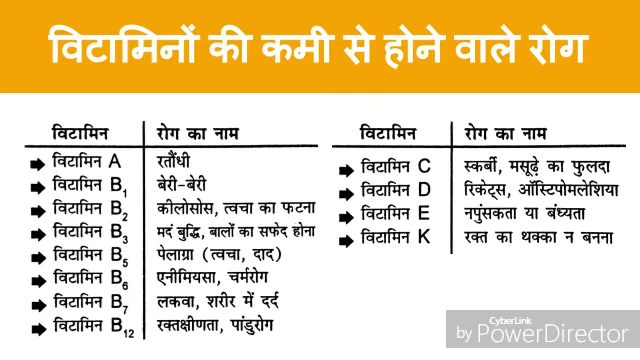 विटामिनों की कमी से होने वाले रोग
विटामिन रोग का नाम
विटामिन A रतौंधी
विटामिन B1 बेरी-बेरी
विटामिन B2 कीलोसोस, त्वचा का फटना
विटामिन B3 मदं बुद्धि, बालों का सफेद होना
विटामिन B5 पेलाग्रा (त्वचा, दाद)
विटामिन B6 एनीमियसा, चर्मरोग
विटामिन B7 लकवा, शरीर में दर्द
विटामिन B12 रक्तक्षीणता, पांडुरोग
विटामिन रोग का नाम
विटामिन C स्कर्बी, मसूढ़े का फुलदा
विटामिन D रिकेट्स, ऑस्टिपोमलेशिया
विटामिन E नपुंसकता या बंध्यता
विटामिन K रक्त का थक्का न बनना
CyberLink
by PowerDirector